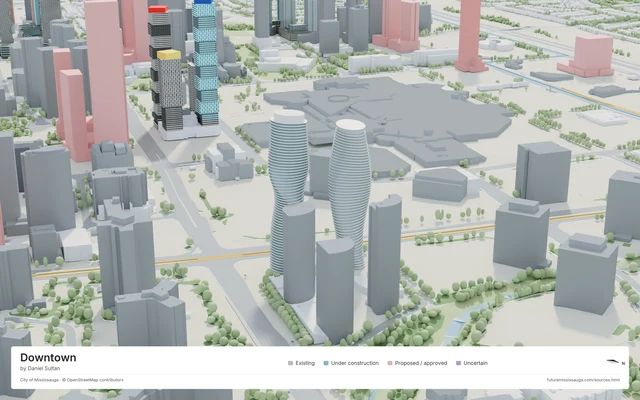 Downtown
by Daniel Sultan
Existing
Under construction
Proposed / approved
Uncertain
N
City of Mississauga · © OpenStreetMap contributors
futuremississauga.com/sources.html